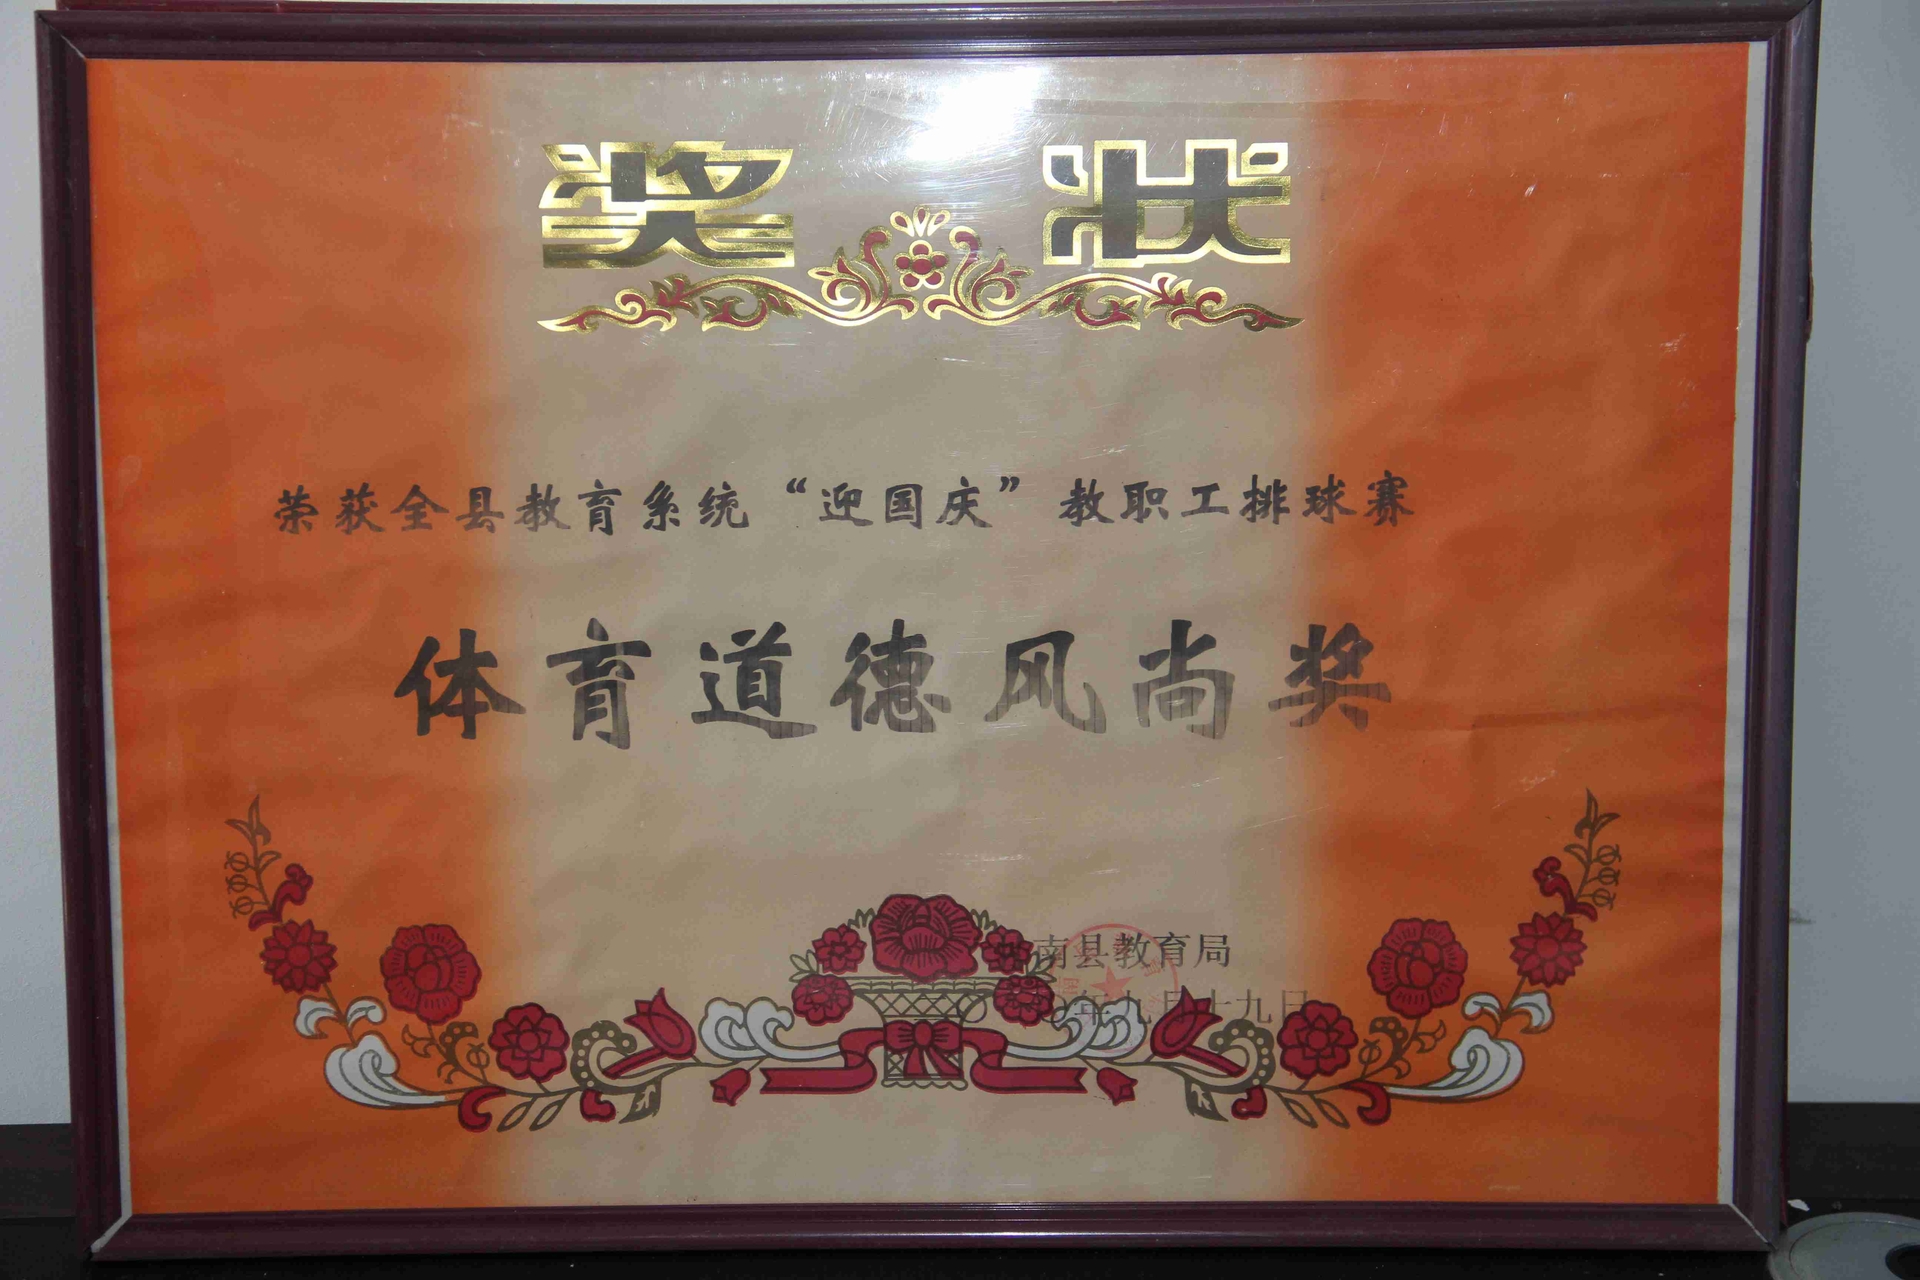 奖 状
荣获全县教育系统“迎国庆”教职工排球赛
体育道德风尚奖
南县教育局
年九月十九日